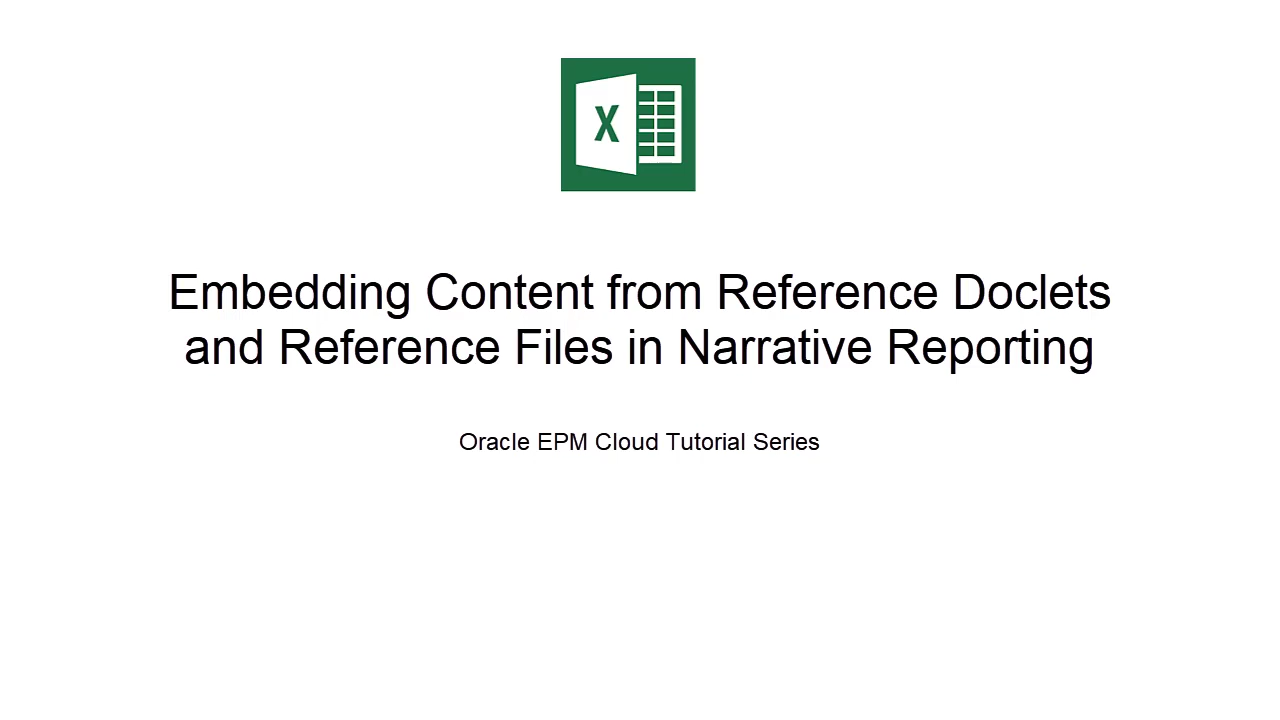 X
Embedding Content from Reference Doclets
and Reference Files in Narrative Reporting
Oracle EPM Cloud Tutorial Series